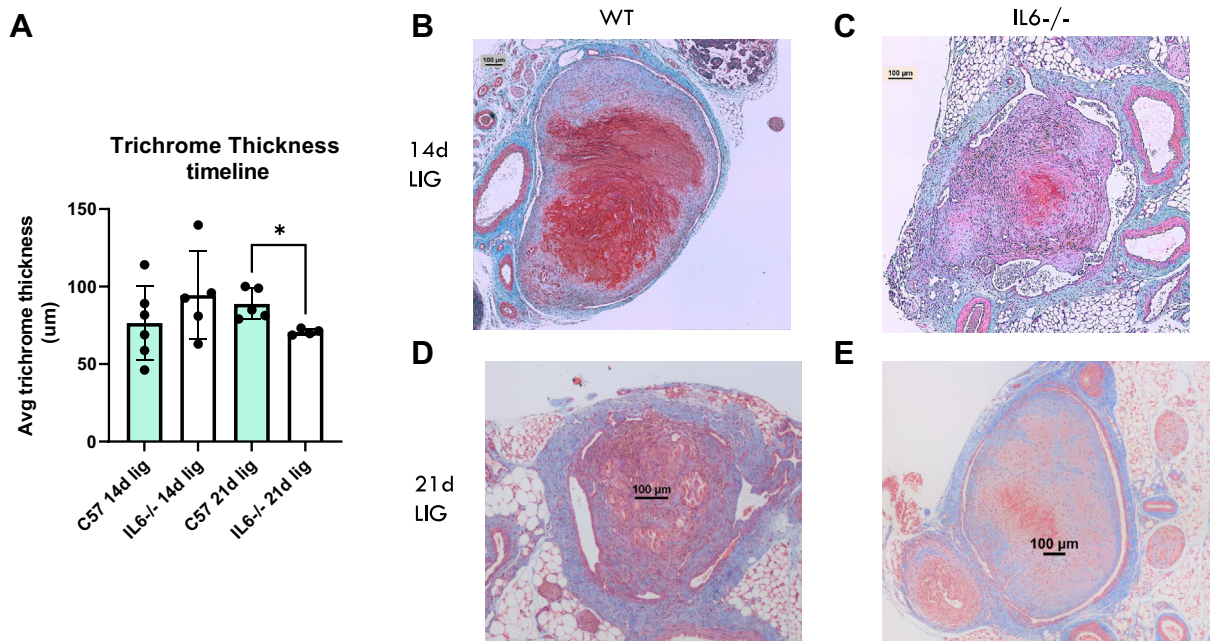 A
Trichrome Thickness
timeline
Avg trichrome thickness
(um)
150
100
50
0
*
C57 14d lig
IL6-/- 14d lig
C57 21d lig
IL6-/- 21d lig
WT
IL6-/-
B
100 µm
C
100 µm
14d
LIG
D
100 µm
E
100 µm
21d
LIG